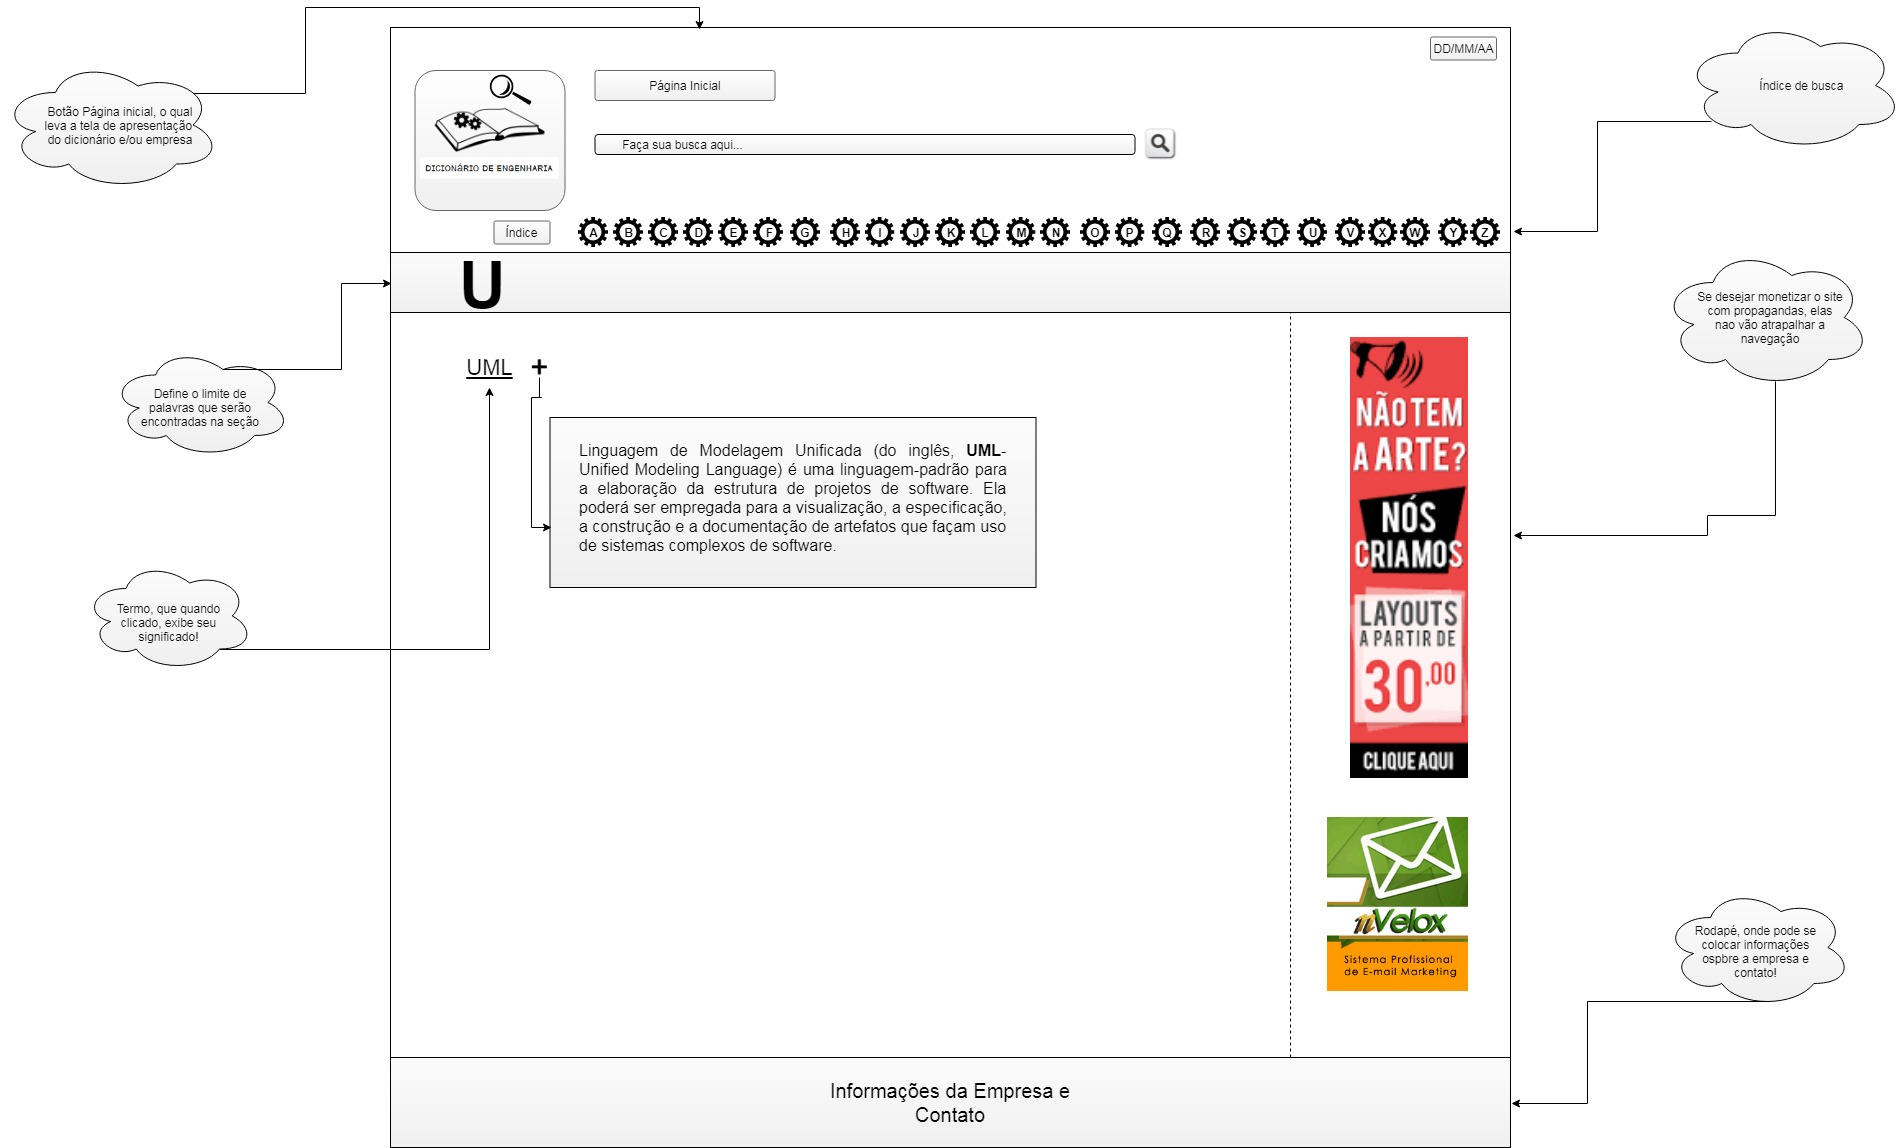 DD/MM/AA
Botão Página inicial, o qual
leva a tela de apresentação
do dicionário e/ou empresa
Página Inicial
Índice de busca
Faça sua busca aqui...
DICIONáRIO DE ENGENHARIA
Índice
A B C D E F G H I J K L M N O P Q R S T U V X W Y Z
U
Se desejar monetizar o site
com propagandas, elas
nao vão atrapalhar a
navegação
UML +
Define o limite de
palavras que serão
encontradas na seção
Linguagem de Modelagem Unificada (do inglês, UML-
Unified Modeling Language) é uma linguagem-padrão para
a elaboração da estrutura de projetos de software. Ela
poderá ser empregada para a visualização, a especificação,
a construção e a documentação de artefatos que façam uso
de sistemas complexos de software.
Termo, que quando
clicado, exibe seu
significado!
NÃO TEM
A ARTE?
NÓS
CRIAMOS
LAYOUTS
A PARTIR DE
30,00
CLIQUE AQUI
nVelox
Sistema Profissional
de E-mail Marketing
Rodapé, onde pode se
colocar informações
ospbre a empresa e
contato!
Informações da Empresa e
Contato